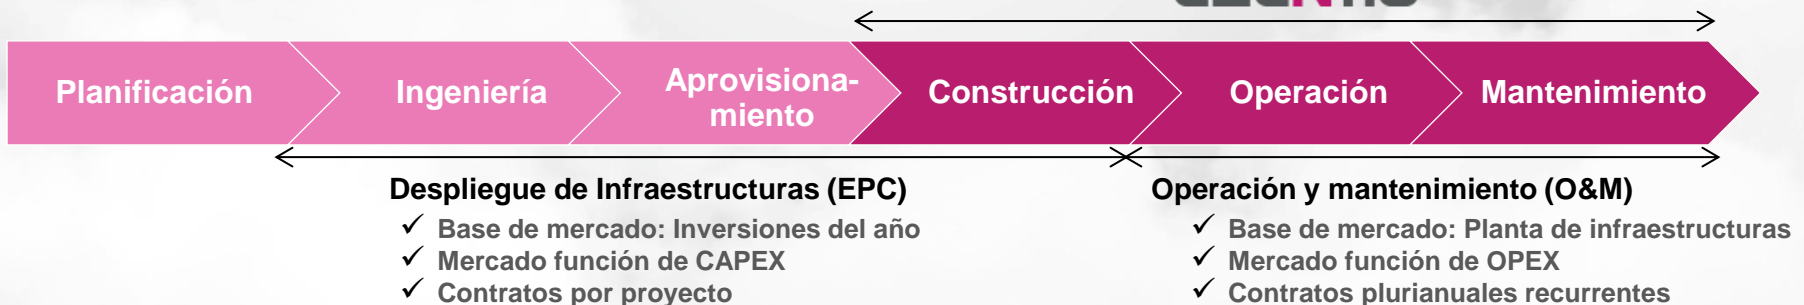 Planificación
Ingeniería
Aprovisiona-
miento
Construcción
Operación
Mantenimiento
Despliegue de Infraestructuras (EPC)
✓ Base de mercado: Inversiones del año
✓ Mercado función de CAPEX
✓ Contratos por proyecto
Operación y mantenimiento (O&M)
✓ Base de mercado: Planta de infraestructuras
✓ Mercado función de OPEX
✓ Contratos plurianuales recurrentes